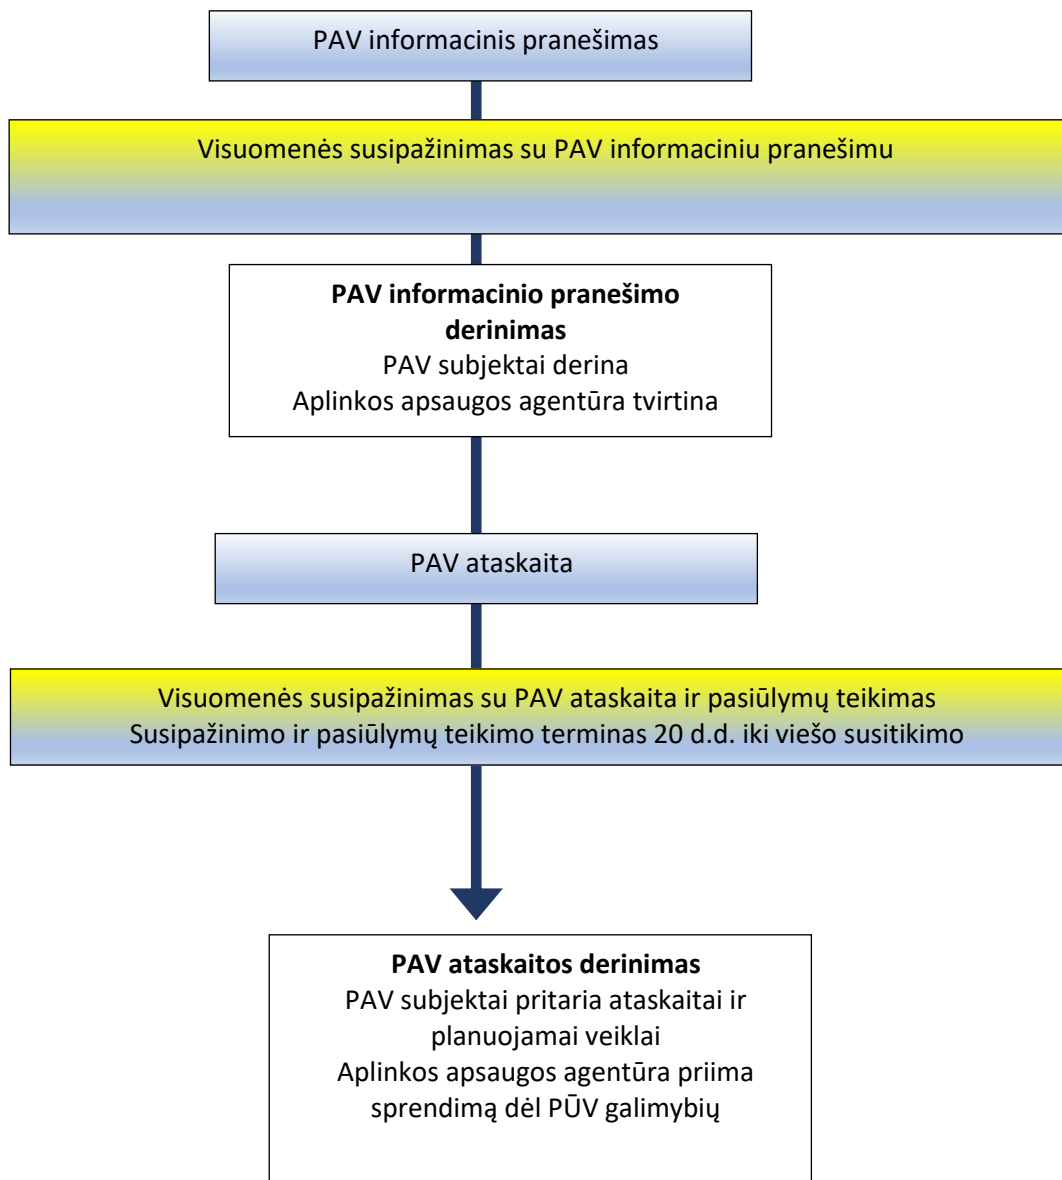 PAV informacinis pranešimas
Visuomenės susipažinimas su PAV informaciniu pranešimu
PAV informacinio pranešimo
derinimas
PAV subjektai derina
Aplinkos apsaugos agentūra tvirtina
PAV ataskaita
Visuomenės susipažinimas su PAV ataskaita ir pasiūlymų teikimas
Susipažinimo ir pasiūlymų teikimo terminas 20 d.d. iki viešo susitikimo
PAV ataskaitos derinimas
PAV subjektai pritaria ataskaitai ir
planuojamai veiklai
Aplinkos apsaugos agentūra priima
sprendimą dėl PŪV galimybių